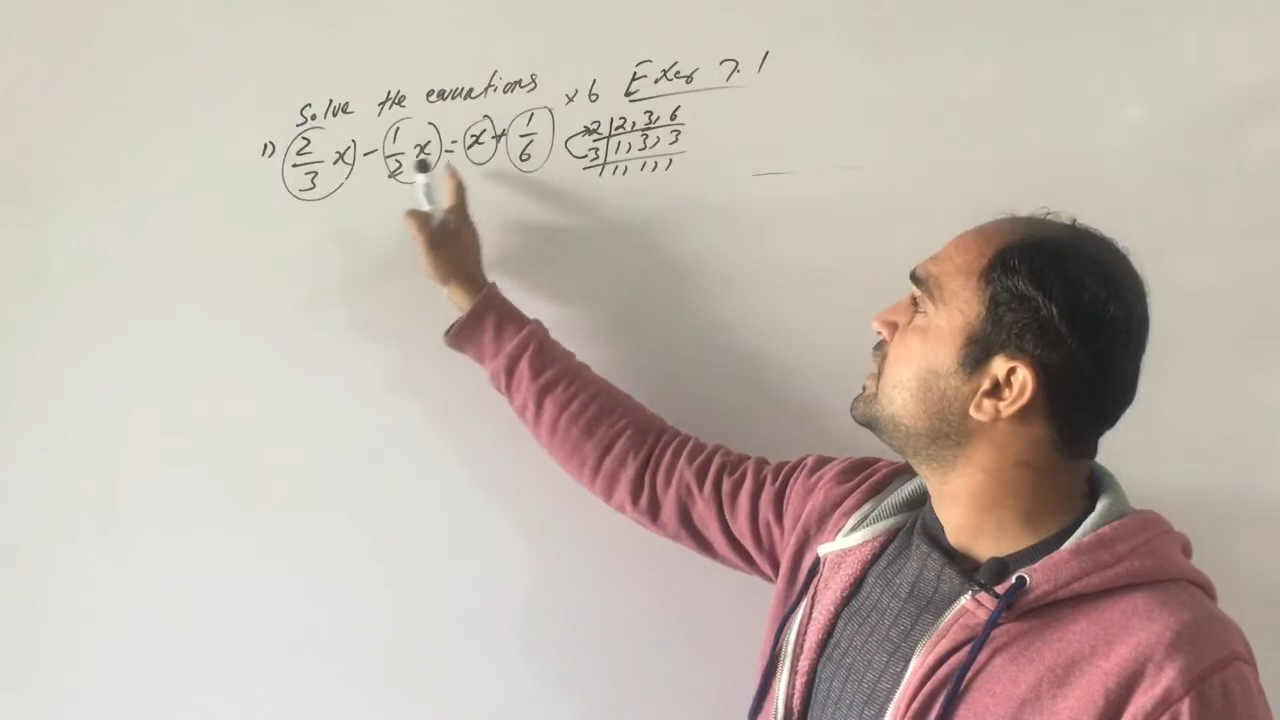 Solve the equations ×6 Exer 7.1
1) 2/3 x - 1/2 x = x + 1/6
2 | 2, 3, 6
3 | 1, 3, 3
1, 1, 1